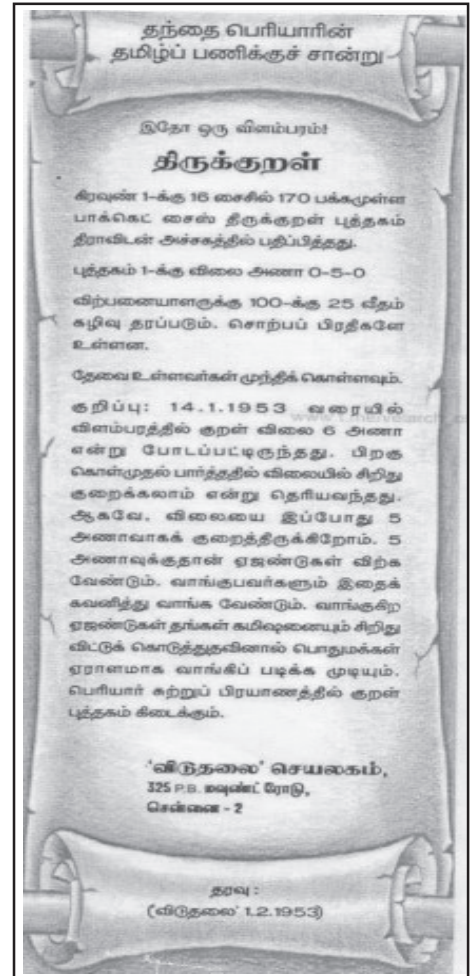 தந்தை பெரியாரின்
தமிழ்ப் பணிக்குச் சான்று
இதோ ஒரு விளம்பரம்!
திருக்குறள்
கிரவுண் 1-க்கு 16 சைசில் 170 பக்கமுள்ள
பாக்கெட் சைஸ் திருக்குறள் புத்தகம்
திராவிடன் அச்சகத்தில் பதிப்பித்தது.
புத்தகம் 1-க்கு விலை அணா 0-5-0
விற்பனையாளருக்கு 100-க்கு 25 வீதம்
கழிவு தரப்படும். சொற்பப் பிரதிகளே
உள்ளன.
தேவை உள்ளவர்கள் முந்திக் கொள்ளவும்.
குறிப்பு: 14.1.1953 வரையில்
விளம்பரத்தில் குறள் விலை 6 அணா
என்று போடப்பட்டிருந்தது. பிறகு
கொள்முதல் பார்த்ததில் விலையில் சிறிது
குறைக்கலாம் என்று தெரியவந்தது.
ஆகவே, விலையை இப்போது 5
அணாவாகக் குறைத்திருக்கிறோம். 5
அணாவுக்குதான் ஏஜண்டுகள் விற்க
வேண்டும். வாங்குபவர்களும் இதைக்
கவனித்து வாங்க வேண்டும். வாங்குகிற
ஏஜண்டுகள் தங்கள் கமிஷனையும் சிறிது
விட்டுக் கொடுத்துதவினால் பொதுமக்கள்
ஏராளமாக வாங்கிப் படிக்க முடியும்.
பெரியார் சுற்றுப் பிரயாணத்தில் குறள்
புத்தகம் கிடைக்கும்.
'விடுதலை' செயலகம்,
325 P.B. மவுண்ட் ரோடு,
சென்னை - 2
தரவு :
('விடுதலை' 1.2.1953)